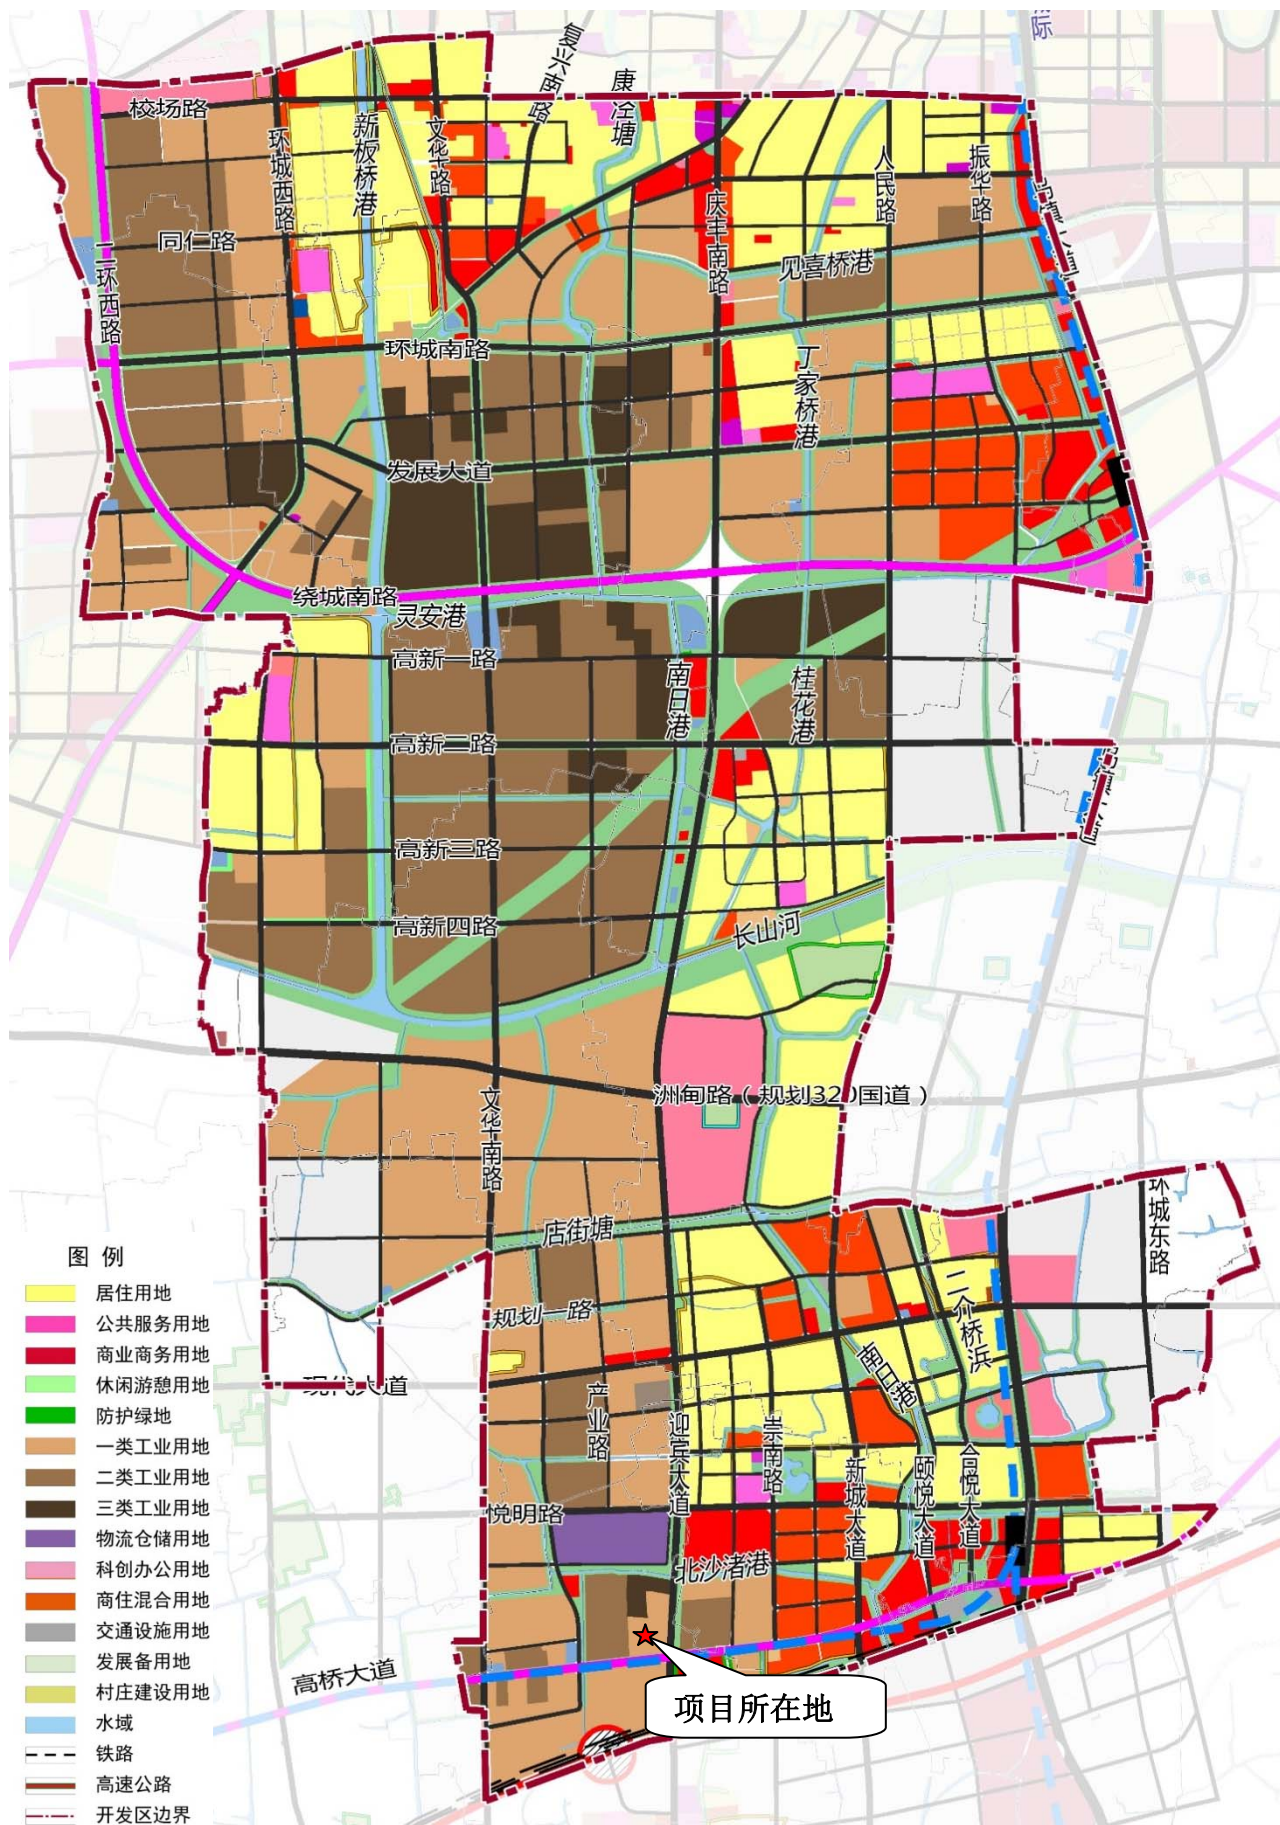 际
复兴南路
康泾塘
校场路
环城西路
新板桥港
文华路
人民路
振华路
庆丰南路
同仁路
二环西路
见喜桥港
环城南路
丁家桥港
发展大道
绕城南路
灵安港
高新一路
南日港
桂花港
高新二路
高新三路
高新四路
长山河
洲甸路（规划320国道）
文华南路
环城东路
店街塘
规划一路
二介桥浜
南日港
现代大道
产业路
迎宾大道
崇南路
新城大道
颐悦大道
合悦大道
悦明路
北沙渚港
高桥大道
项目所在地
图 例
居住用地
公共服务用地
商业商务用地
休闲游憩用地
防护绿地
一类工业用地
二类工业用地
三类工业用地
物流仓储用地
科创办公用地
商住混合用地
交通设施用地
发展备用地
村庄建设用地
水域
铁路
高速公路
开发区边界